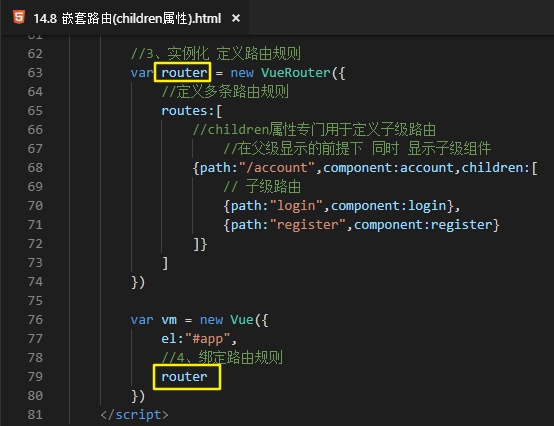 14.8 嵌套路由(children属性).html ×
61
62 //3、实例化 定义路由规则
63 var router = new VueRouter({
64 //定义多条路由规则
65 routes:[
66 //children属性专门用于定义子级路由
67 //在父级显示的前提下 同时 显示子级组件
68 {path:"/account",component:account,children:[
69 // 子级路由
70 {path:"login",component:login},
71 {path:"register",component:register}
72 ]}
73 ]
74 })
75
76 var vm = new Vue({
77 el:"#app",
78 //4、绑定路由规则
79 router
80 })
81 </script>